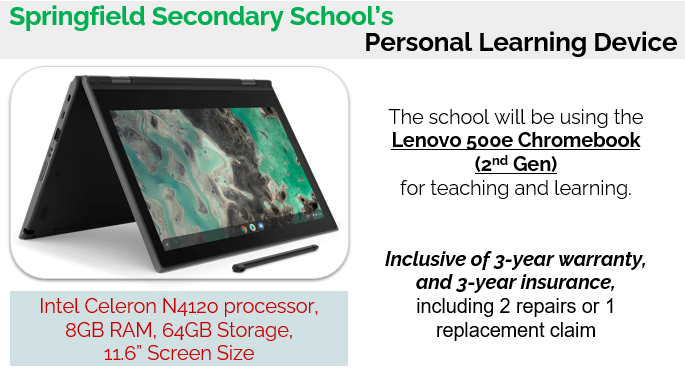 Springfield Secondary School’s
Personal Learning Device
The school will be using the
Lenovo 500e Chromebook
(2nd Gen)
for teaching and learning.
Inclusive of 3-year warranty,
and 3-year insurance,
including 2 repairs or 1
replacement claim
Intel Celeron N4120 processor,
8GB RAM, 64GB Storage,
11.6” Screen Size